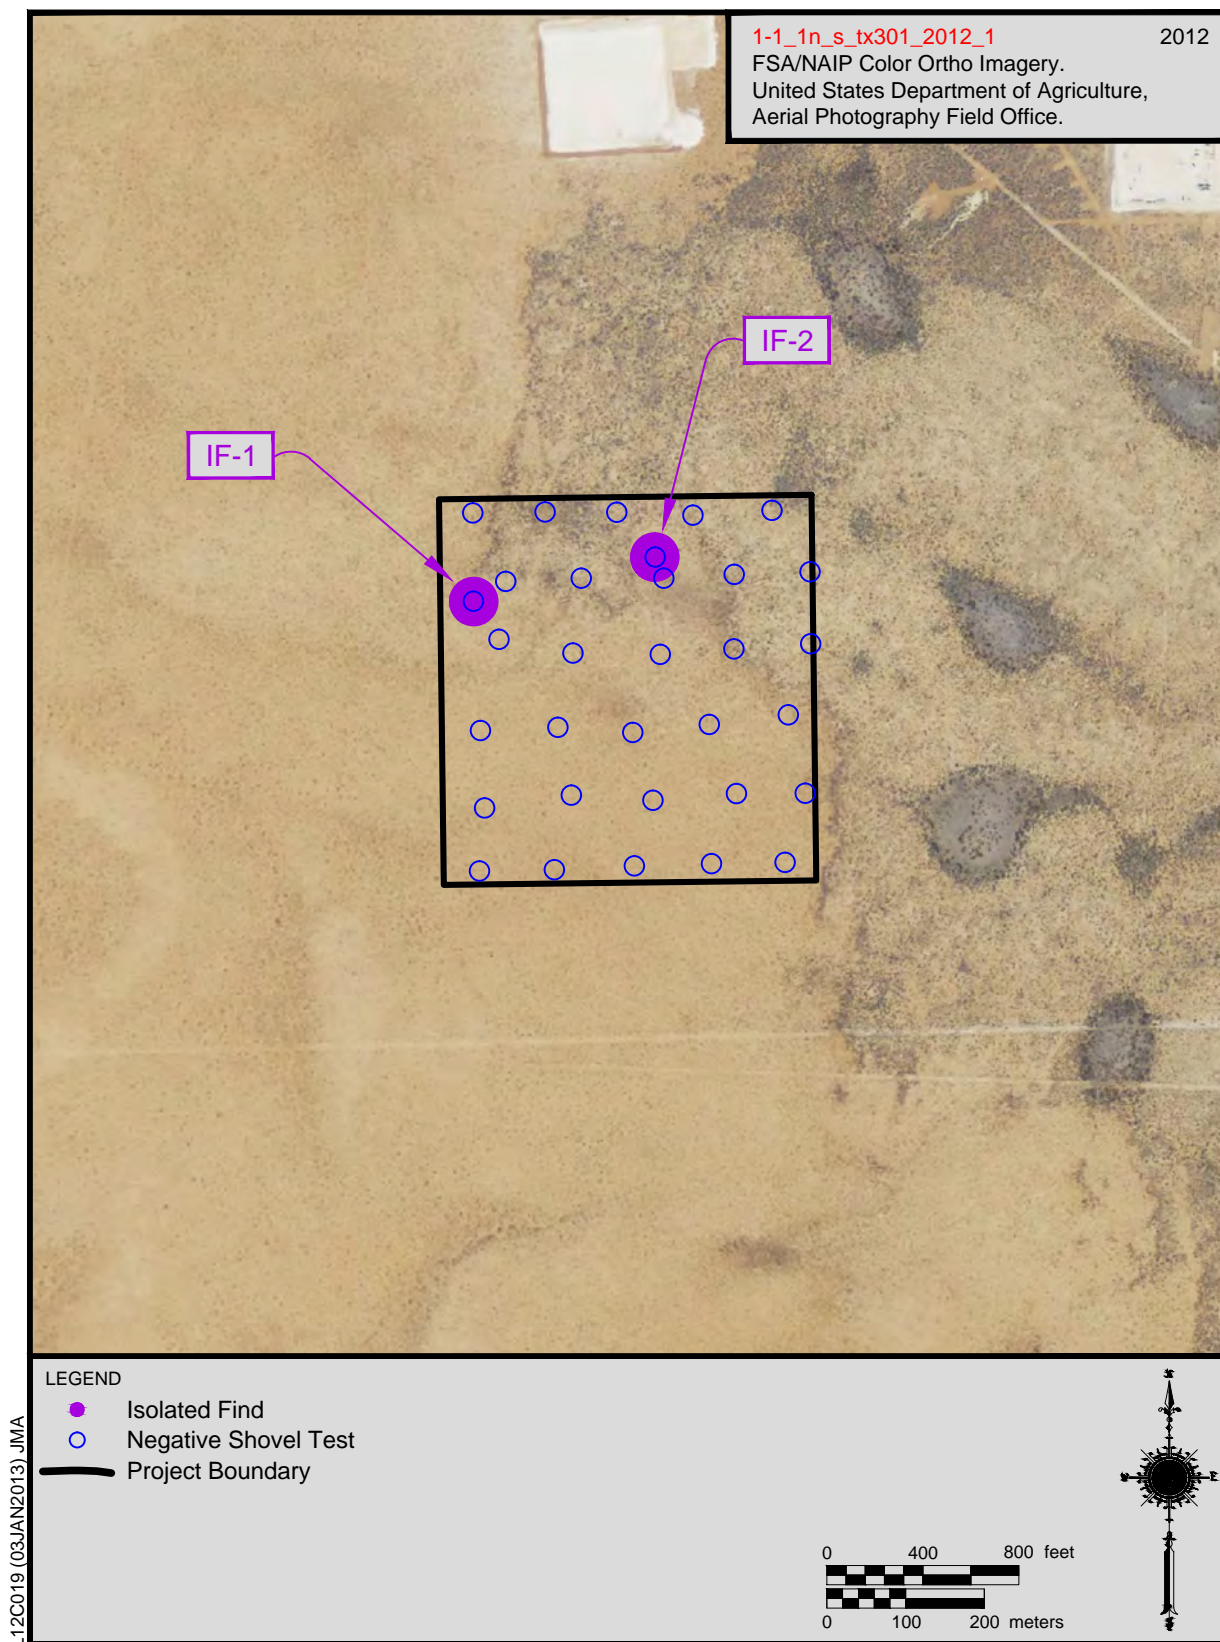 1-1_1n_s_tx301_2012_1 2012
FSA/NAIP Color Ortho Imagery.
United States Department of Agriculture,
Aerial Photography Field Office.
IF-2
IF-1
LEGEND
Isolated Find
Negative Shovel Test
Project Boundary
0 400 800 feet
0 100 200 meters
-12C019 (03JAN2013) JMA